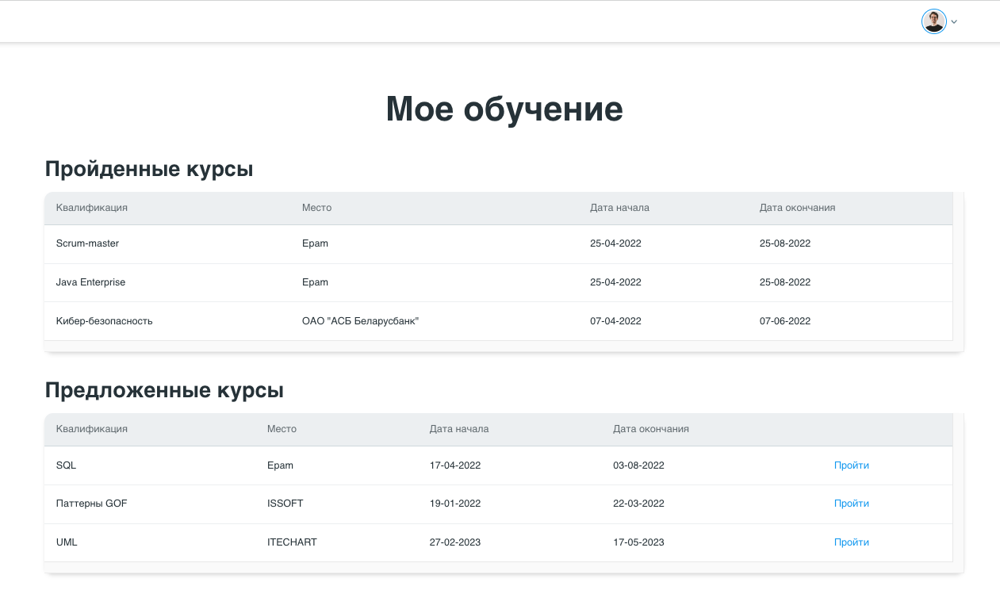 Мое обучение
Пройденные курсы
Квалификация Место Дата начала Дата окончания
Scrum-master Epam 25-04-2022 25-08-2022
Java Enterprise Epam 25-04-2022 25-08-2022
Кибер-безопасность ОАО "АСБ Беларусбанк" 07-04-2022 07-06-2022
Предложенные курсы
Квалификация Место Дата начала Дата окончания
SQL Epam 17-04-2022 03-08-2022 Пройти
Паттерны GOF ISSOFT 19-01-2022 22-03-2022 Пройти
UML ITECHART 27-02-2023 17-05-2023 Пройти